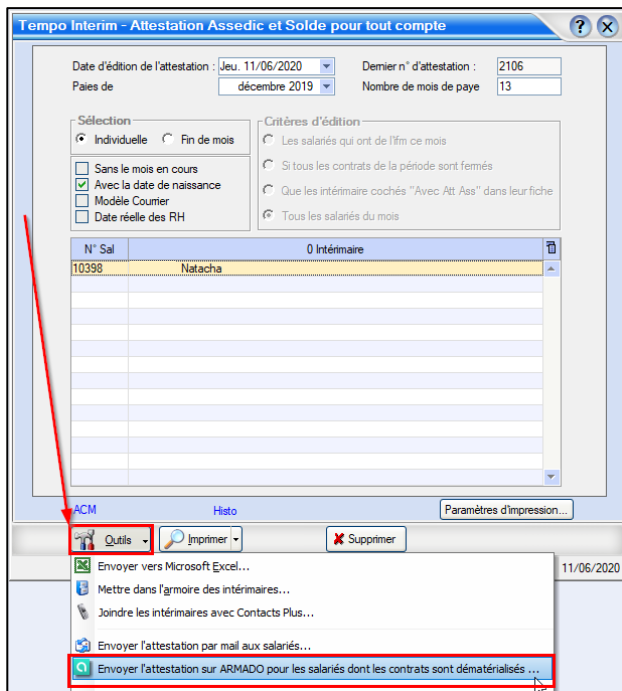 Tempo Interim - Attestation Assedic et Solde pour tout compte
Date d'édition de l'attestation : Jeu. 11/06/2020 Dernier n° d'attestation : 2106
Paies de décembre 2019 Nombre de mois de paye 13
Sélection
Individuelle Fin de mois
Sans le mois en cours
Avec la date de naissance
Modèle Courrier
Date réelle des RH
Critères d'édition
Les salariés qui ont de l'ifm ce mois
Si tous les contrats de la période sont fermés
Que les intérimaire cochés "Avec Att Ass" dans leur fiche
Tous les salariés du mois
N° Sal 0 Intérimaire
10398 Natacha
ACM Histo Paramètres d'impression...
Outils Imprimer Supprimer
11/06/2020
Envoyer vers Microsoft Excel...
Mettre dans l'armoire des intérimaires...
Joindre les intérimaires avec Contacts Plus...
Envoyer l'attestation par mail aux salariés...
Envoyer l'attestation sur ARMADO pour les salariés dont les contrats sont dématérialisés ...